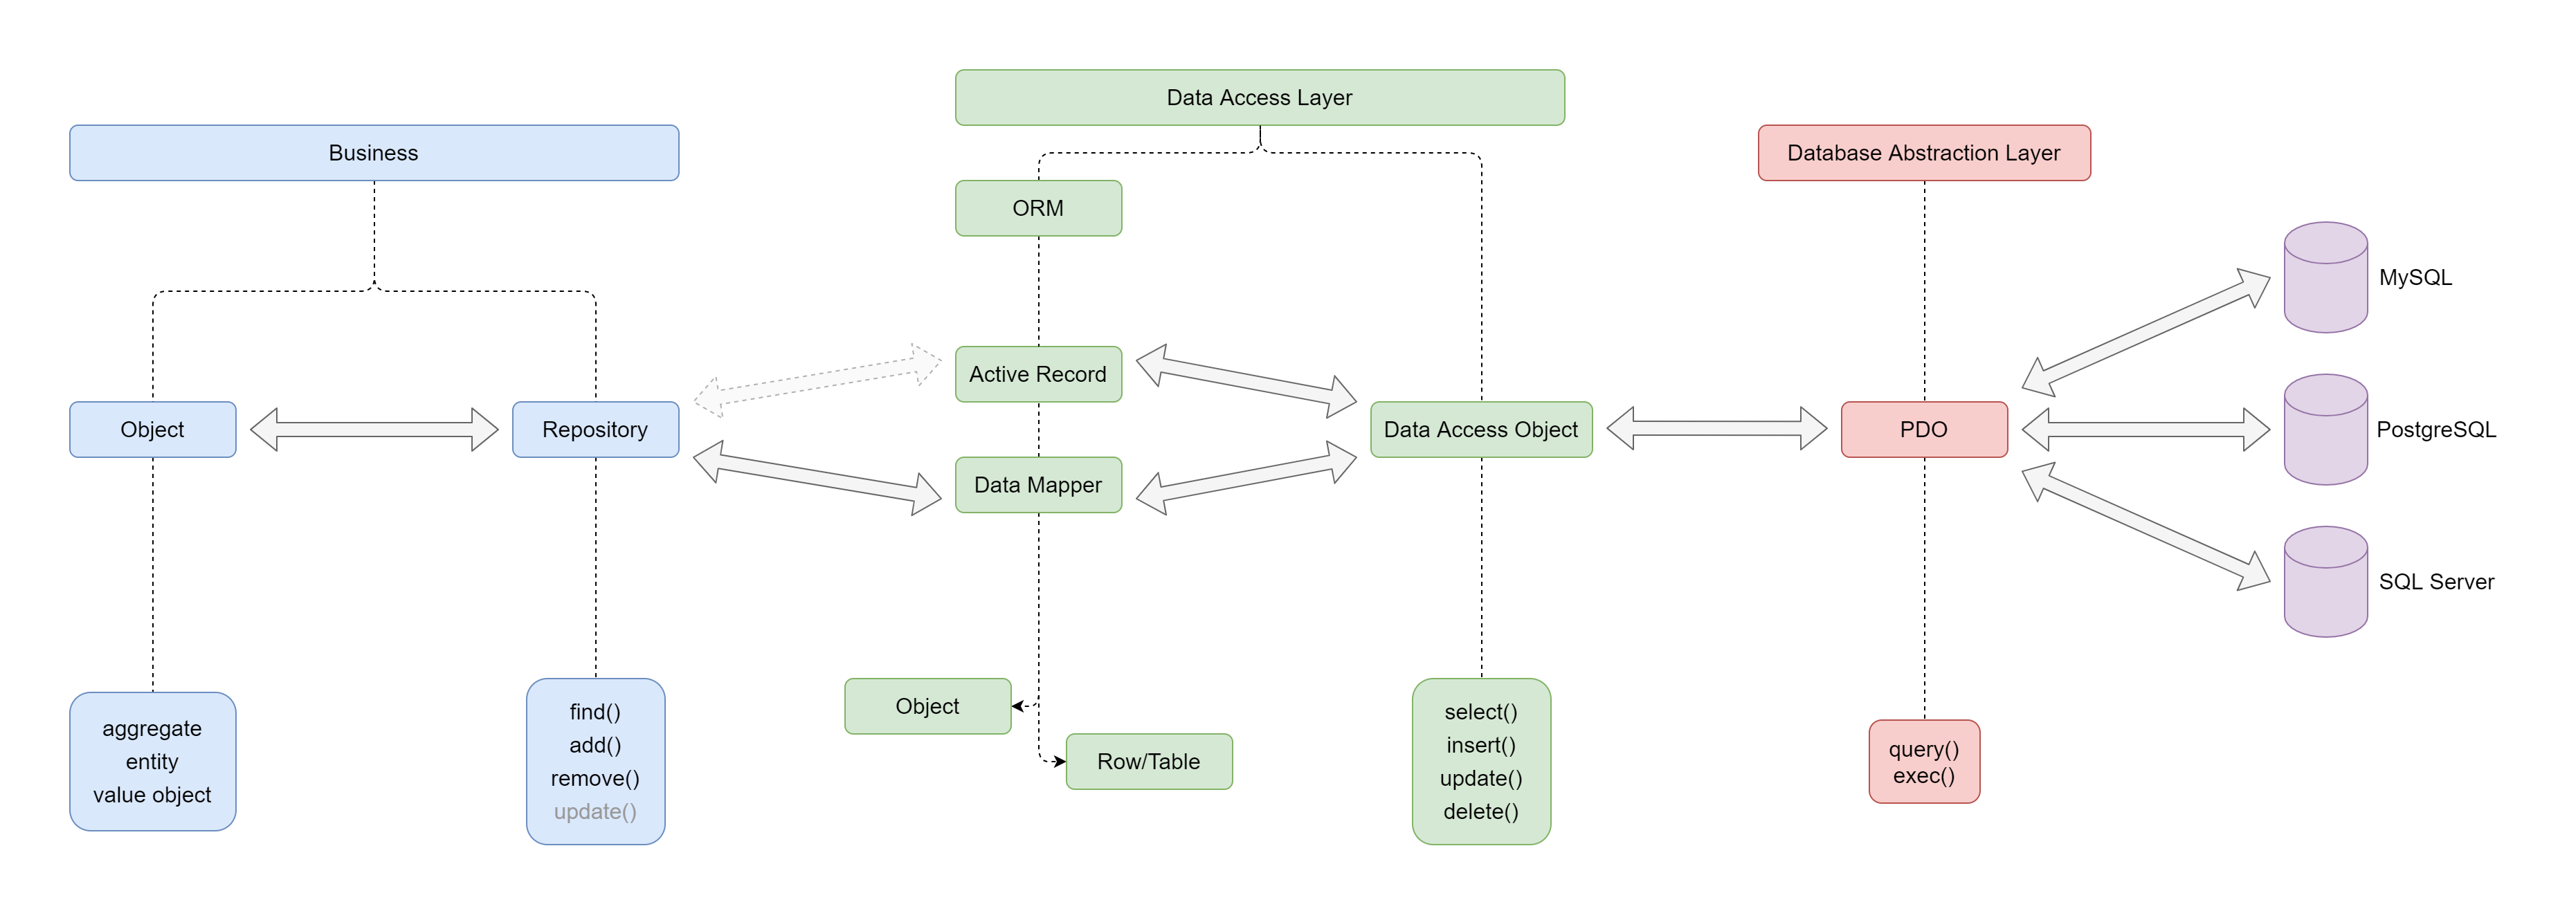 Data Access Layer
Business
Database Abstraction Layer
ORM
MySQL
Active Record
Object
Repository
Data Access Object
PDO
PostgreSQL
Data Mapper
SQL Server
aggregate
entity
value object
find()
add()
remove()
update()
Object
Row/Table
select()
insert()
update()
delete()
query()
exec()